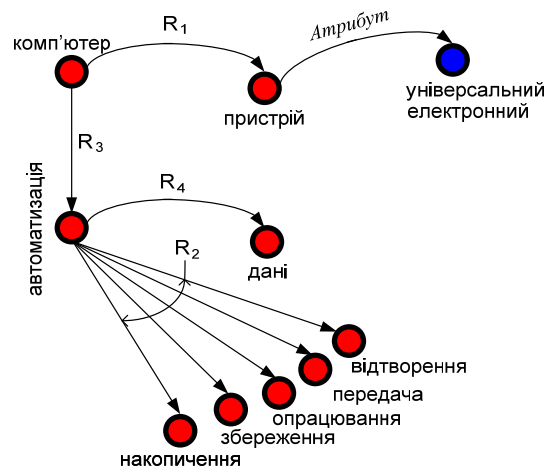 комп'ютер
R1
Атрибут
пристрій
універсальний
електронний
R3
автоматизація
R4
дані
R2
відтворення
передача
опрацювання
збереження
накопичення